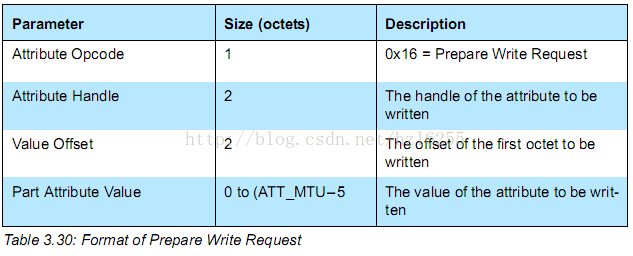 Parameter Size (octets) Description
Attribute Opcode 1 0x16 = Prepare Write Request
Attribute Handle 2 The handle of the attribute to be
written
http://blog.csdn.net/hzl6255
Value Offset 2 The offset of the first octet to be
written
Part Attribute Value 0 to (ATT_MTU–5 The value of the attribute to be writ-
ten
Table 3.30: Format of Prepare Write Request